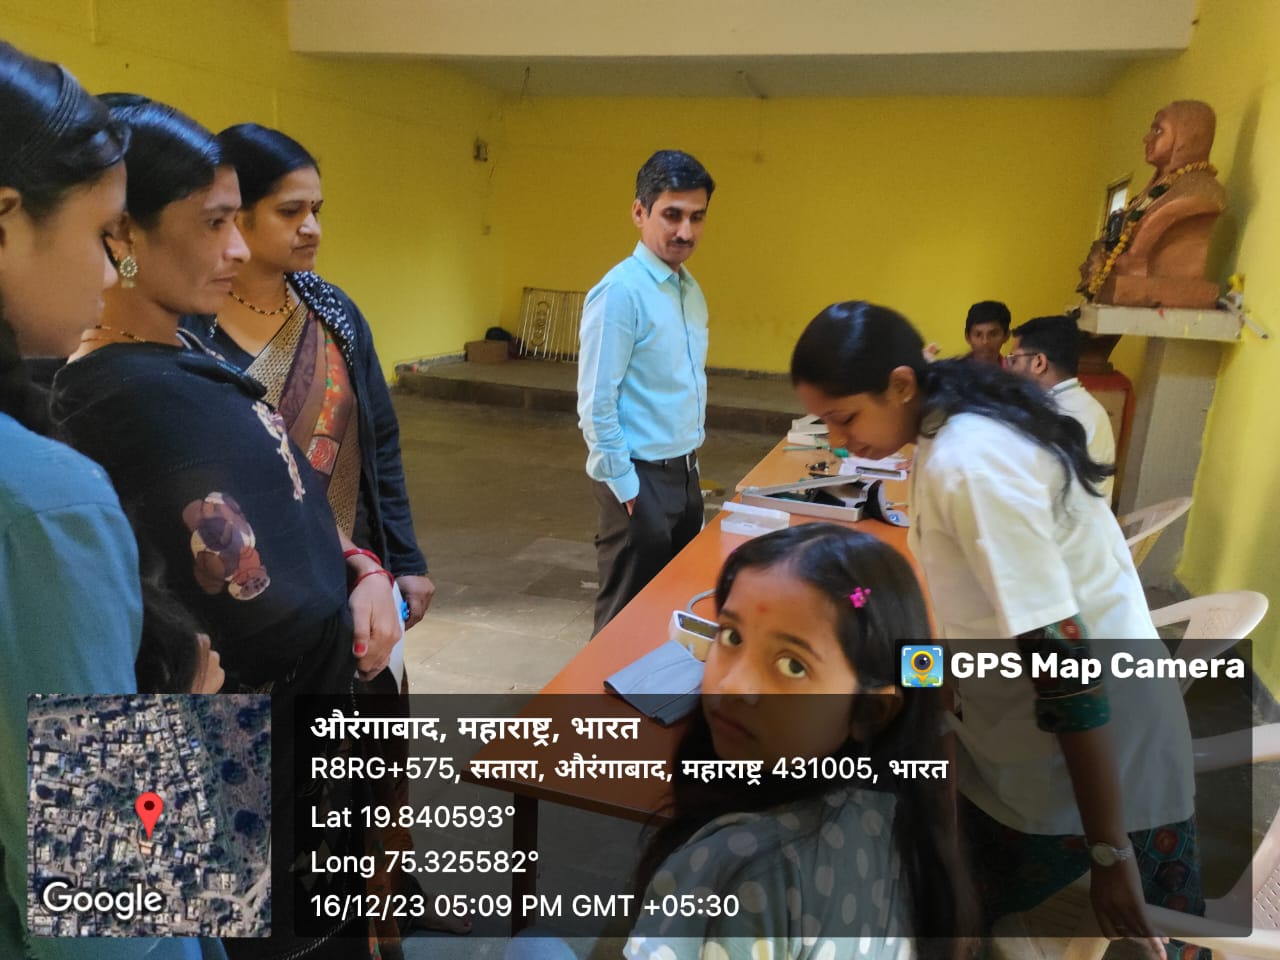 GPS Map Camera
औरंगाबाद, महाराष्ट्र, भारत
R8RG+575, सतारा, औरंगाबाद, महाराष्ट्र 431005, भारत
Lat 19.840593°
Long 75.325582°
16/12/23 05:09 PM GMT +05:30
Google